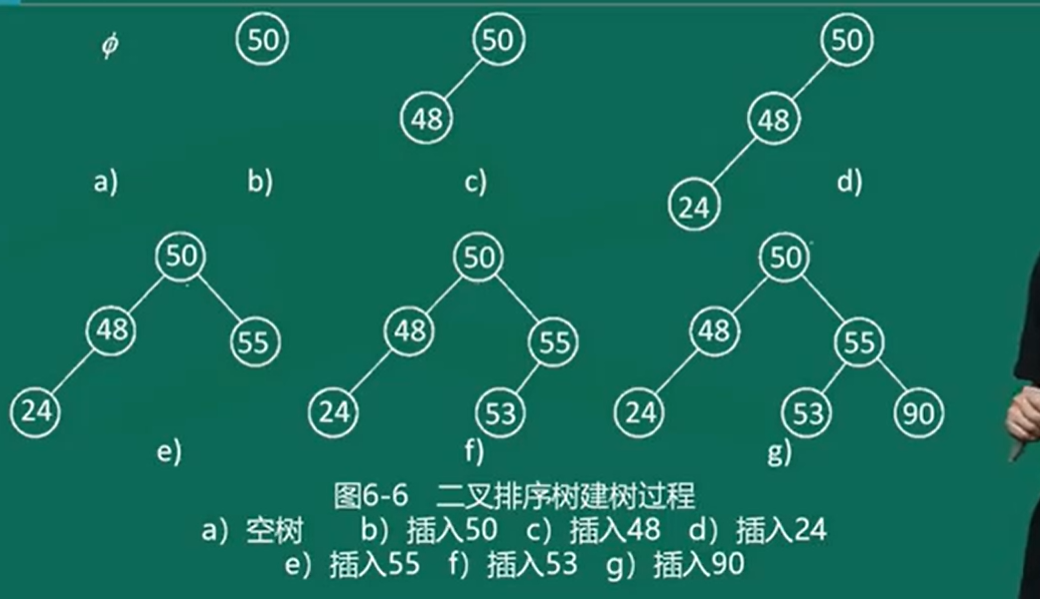 ϕ 50 50 50
48 48
a) b) c) d)
24
50 50 50
48 55 48 55 48 55
24 24 53 24 53 90
e) f) g)
图6-6 二叉排序树建树过程
a）空树 b）插入50 c）插入48 d）插入24
e）插入55 f）插入53 g）插入90